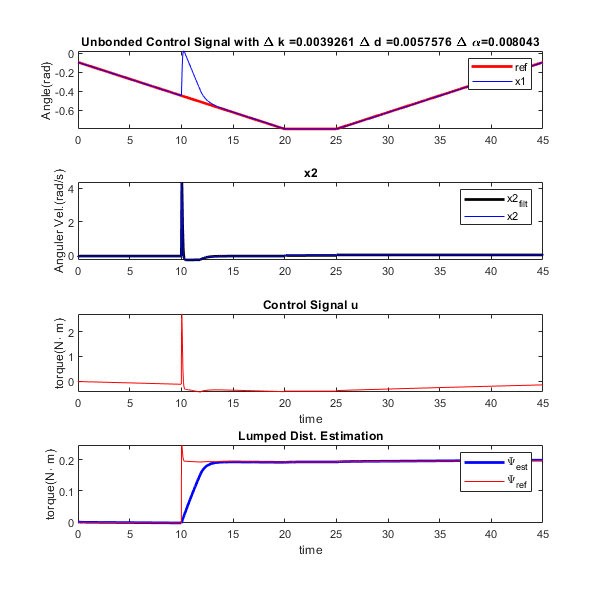 Unbonded Control Signal with Δ k =0.0039261 Δ d =0.0057576 Δ α=0.008043
Angle(rad)
0
-0.2
-0.4
-0.6
ref
x1
0 5 10 15 20 25 30 35 40 45
x2
Anguler Vel.(rad/s)
4
2
0
x2filt
x2
0 5 10 15 20 25 30 35 40 45
Control Signal u
torque(N· m)
2
1
0
0 5 10 15 20 25 30 35 40 45
time
Lumped Dist. Estimation
torque(N· m)
0.2
0.1
0
Ψest
Ψref
0 5 10 15 20 25 30 35 40 45
time